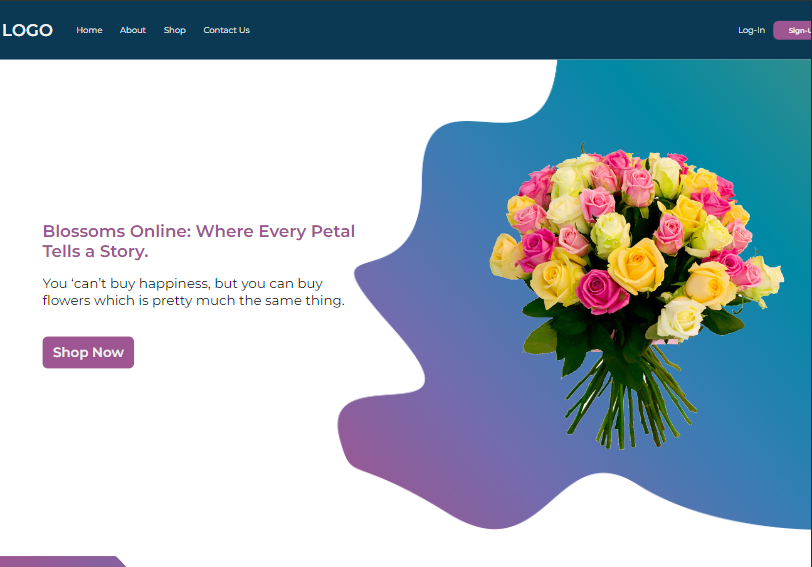 LOGO Home About Shop Contact Us Log-In Sign-U
Blossoms Online: Where Every Petal
Tells a Story.
You ‘can’t buy happiness, but you can buy
flowers which is pretty much the same thing.
Shop Now